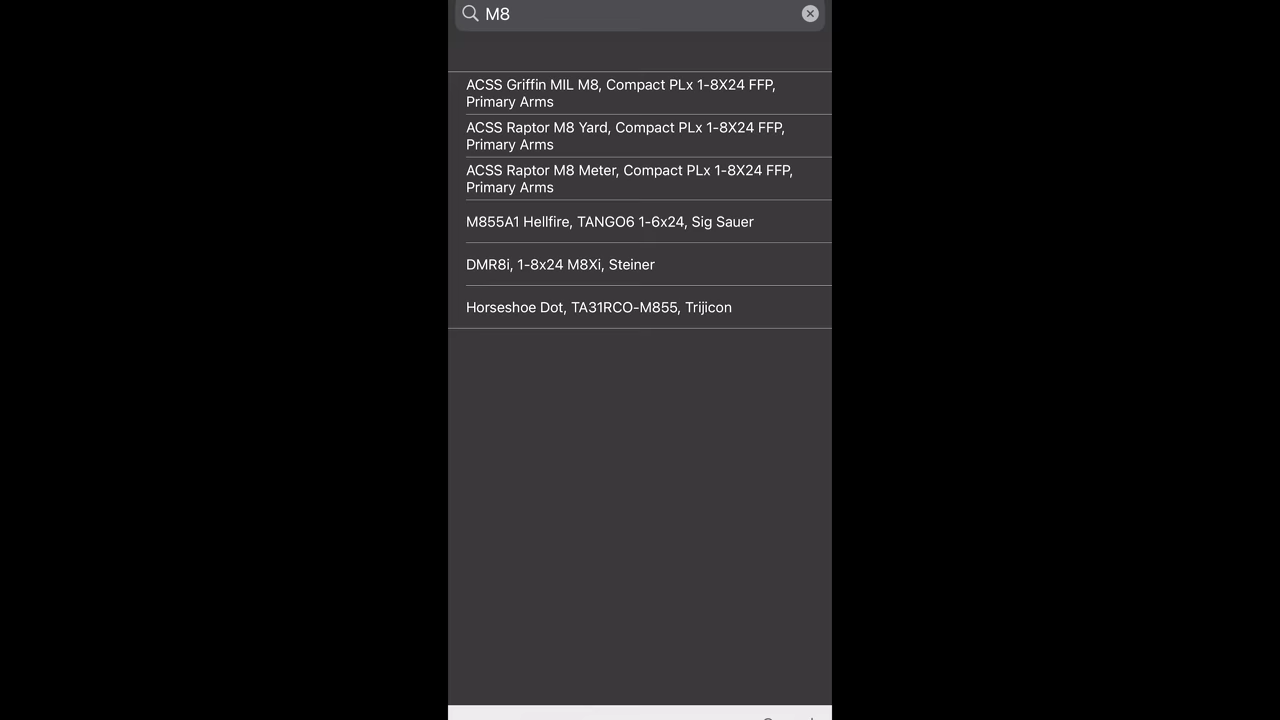 M8
ACSS Griffin MIL M8, Compact PLx 1-8X24 FFP,
Primary Arms
ACSS Raptor M8 Yard, Compact PLx 1-8X24 FFP,
Primary Arms
ACSS Raptor M8 Meter, Compact PLx 1-8X24 FFP,
Primary Arms
M855A1 Hellfire, TANGO6 1-6x24, Sig Sauer
DMR8i, 1-8x24 M8Xi, Steiner
Horseshoe Dot, TA31RCO-M855, Trijicon